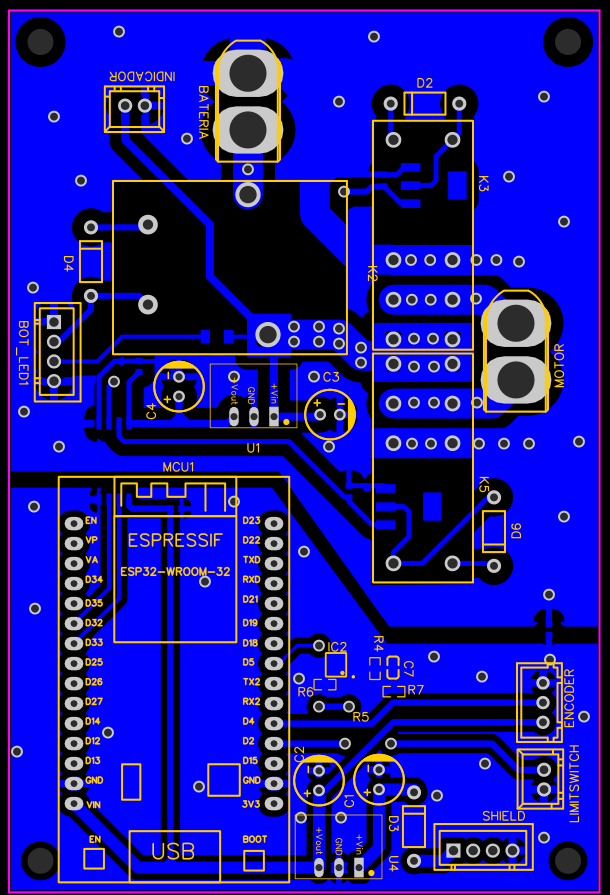 INDICADOR
BATERIA
D2
K3
K2
D4
BOT_LED1
MOTOR
C4
+Vout
GND
+Vin
C3
U1
MCU1
K5
D6
ESPRESSIF
ESP32-WROOM-32
EN
VP
VA
D34
D35
D32
D33
D25
D26
D27
D14
D12
D13
GND
VIN
D23
D22
TXD
RXD
D21
D19
D18
D5
TX2
RX2
D4
D2
D15
GND
3V3
IC2
R4
C7
R6
R7
R5
ENCODER
C2
C1
LIMITSWITCH
D3
SHIELD
+Vout
GND
+Vin
U4
EN
USB
BOOT